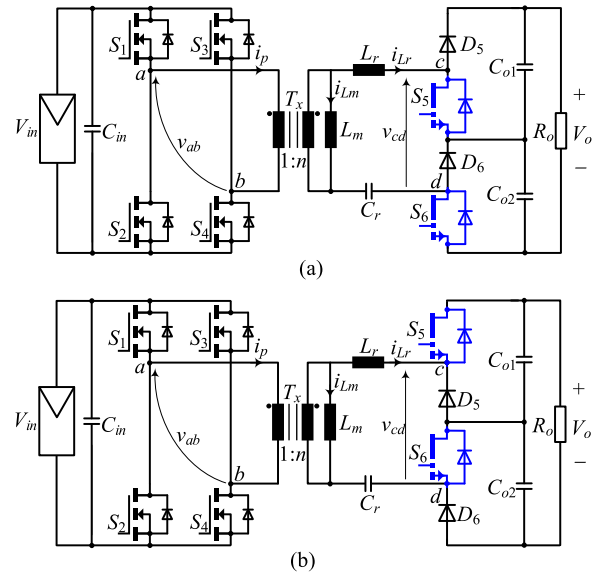 S1
S3
a
ip
Lr
iLr
c
D5
Co1
iLm
S5
Tx
Vin
Cin
vab
Lm
vcd
Ro
+
Vo
−
1:n
D6
b
d
Co2
Cr
S2
S4
S6
(a)
S1
S3
S5
a
ip
Lr
iLr
c
Co1
iLm
Tx
D5
Vin
Cin
vab
Lm
vcd
Ro
+
Vo
−
1:n
S6
b
d
Co2
Cr
S2
S4
D6
(b)